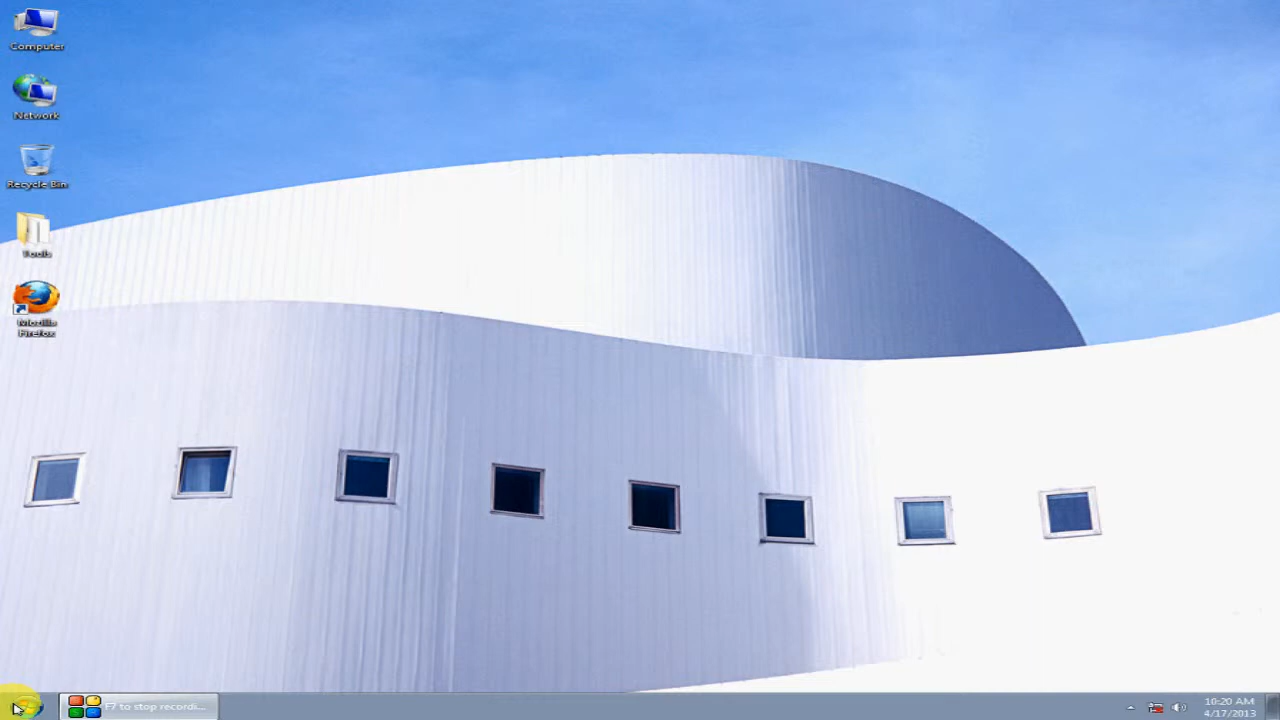 Computer
Network
Recycle Bin
Tools
Mozilla
Firefox
F7 to stop recordi...
10:20 AM
4/17/2013